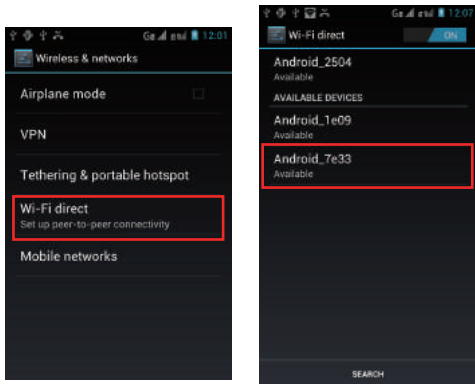 12:01
Wireless & networks
Airplane mode
VPN
Tethering & portable hotspot
Wi-Fi direct
Set up peer-to-peer connectivity
Mobile networks
12:07
Wi-Fi direct
ON
Android_2504
Available
AVAILABLE DEVICES
Android_1e09
Available
Android_7e33
Available
SEARCH